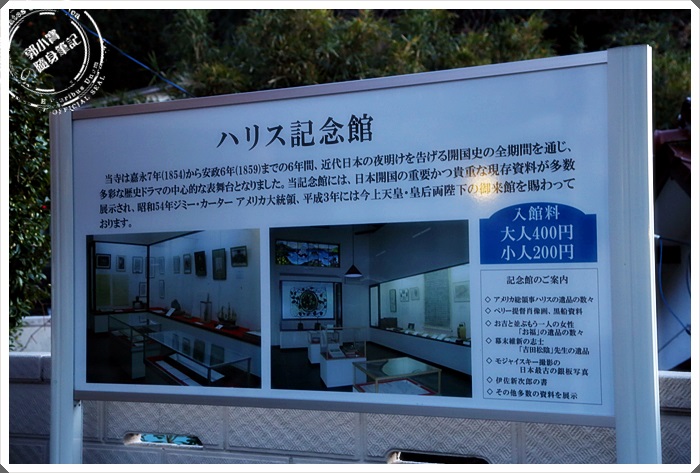 郭小寶
隨身筆記
OFFICIAL SEAL
ハリス記念館
当寺は嘉永7年(1854)から安政6年(1859)までの6年間、近代日本の夜明けを告げる開国史の全期間を通じ、
多彩な歴史ドラマの中心的な表舞台となりました。当記念館には、日本開国の重要かつ貴重な現存資料が多数
展示され、昭和54年ジミー・カーター アメリカ大統領、平成3年には今上天皇・皇后両陛下の御来館を賜わって
おります。
入館料
大人400円
小人200円
記念館のご案内
◇アメリカ総領事ハリスの遺品の数々
◇ペリー提督肖像画、黒船資料
◇お吉と並ぶもう一人の女性
「お福」の遺品の数々
◇幕末維新の志士
「吉田松陰」先生の遺品
◇モジャイスキー撮影の
日本最古の銀板写真
◇伊佐新次郎の書
◇その他多数の資料を展示